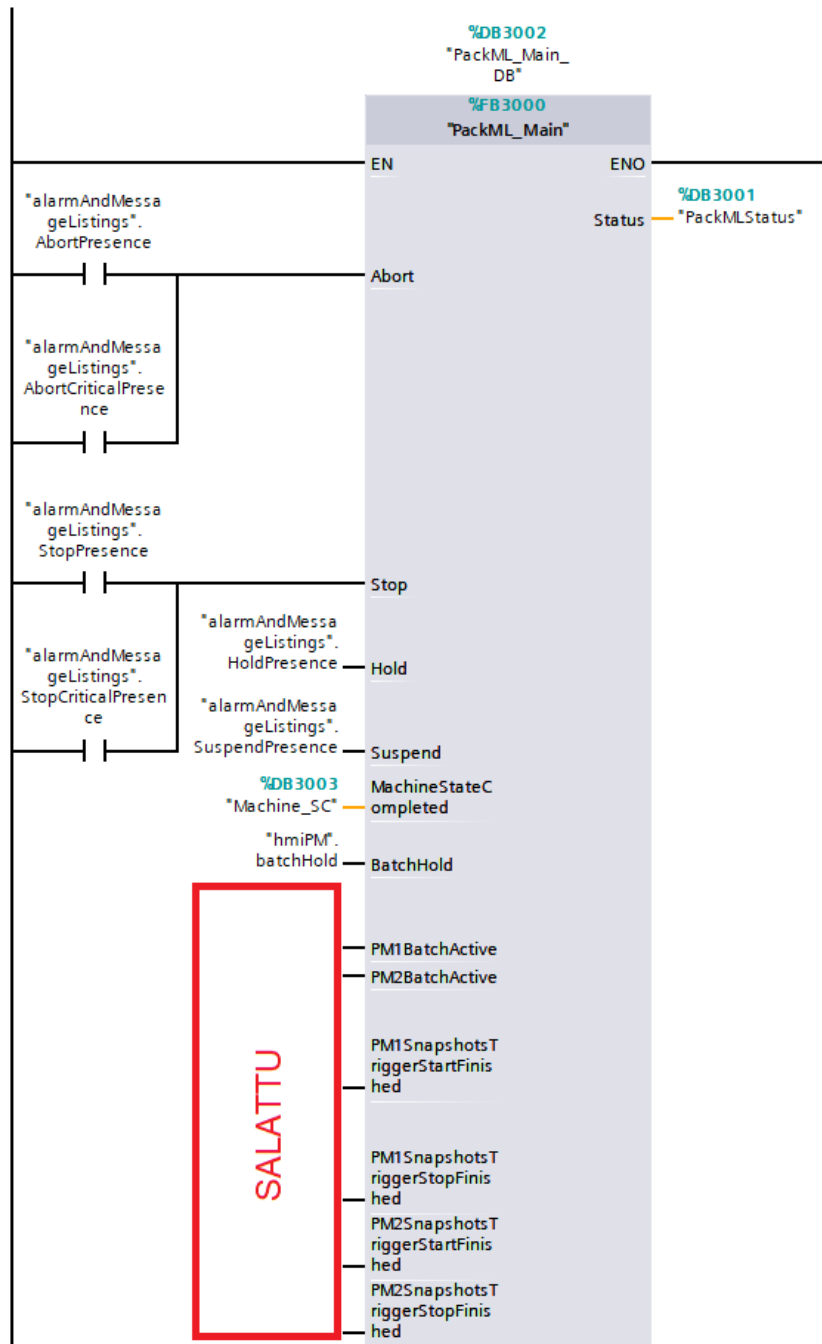 %DB3002
"PackML_Main_
DB"
%FB3000
"PackML_Main"
EN
ENO
%DB3001
Status
"PackMLStatus"
"alarmAndMessa
geListings".
AbortPresence
Abort
"alarmAndMessa
geListings".
AbortCriticalPrese
nce
"alarmAndMessa
geListings".
StopPresence
Stop
"alarmAndMessa
geListings".
StopCriticalPresen
ce
"alarmAndMessa
geListings".
HoldPresence
Hold
"alarmAndMessa
geListings".
SuspendPresence
Suspend
%DB3003
"Machine_SC"
MachineStateC
ompleted
"hmiPM".
batchHold
BatchHold
SALATTU
PM1BatchActive
PM2BatchActive
PM1SnapshotsT
riggerStartFinis
hed
PM1SnapshotsT
riggerStopFinis
hed
PM2SnapshotsT
riggerStartFinis
hed
PM2SnapshotsT
riggerStopFinis
hed